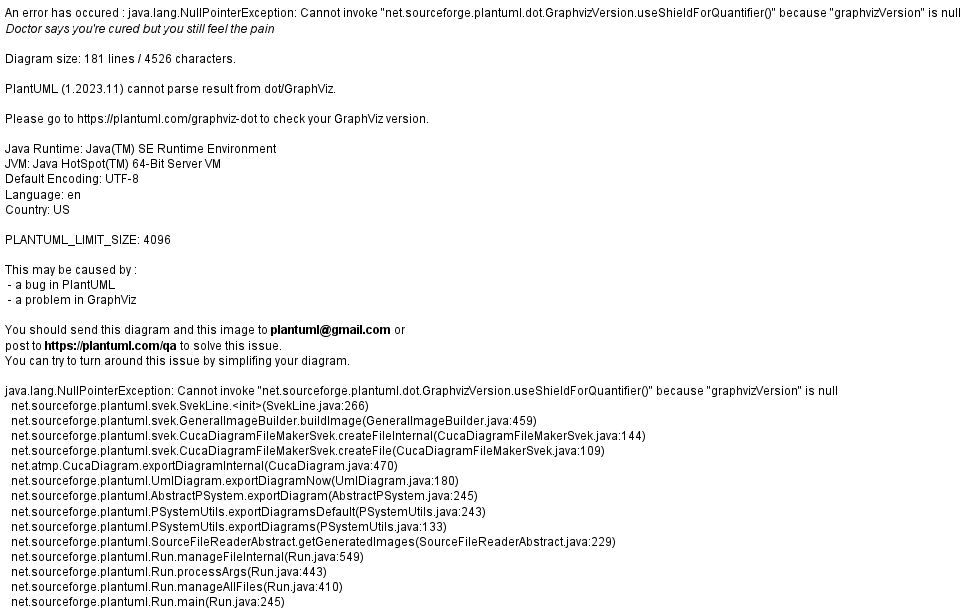 An error has occured : java.lang.NullPointerException: Cannot invoke "net.sourceforge.plantuml.dot.GraphvizVersion.useShieldForQuantifier()" because "graphvizVersion" is null
Doctor says you're cured but you still feel the pain
Diagram size: 181 lines / 4526 characters.
PlantUML (1.2023.11) cannot parse result from dot/GraphViz.
Please go to https://plantuml.com/graphviz-dot to check your GraphViz version.
Java Runtime: Java(TM) SE Runtime Environment
JVM: Java HotSpot(TM) 64-Bit Server VM
Default Encoding: UTF-8
Language: en
Country: US
PLANTUML_LIMIT_SIZE: 4096
This may be caused by :
- a bug in PlantUML
- a problem in GraphViz
You should send this diagram and this image to plantuml@gmail.com or
post to https://plantuml.com/qa to solve this issue.
You can try to turn around this issue by simplifing your diagram.
java.lang.NullPointerException: Cannot invoke "net.sourceforge.plantuml.dot.GraphvizVersion.useShieldForQuantifier()" because "graphvizVersion" is null
net.sourceforge.plantuml.svek.SvekLine.<init>(SvekLine.java:266)
net.sourceforge.plantuml.svek.GeneralImageBuilder.buildImage(GeneralImageBuilder.java:459)
net.sourceforge.plantuml.svek.CucaDiagramFileMakerSvek.createFileInternal(CucaDiagramFileMakerSvek.java:144)
net.sourceforge.plantuml.svek.CucaDiagramFileMakerSvek.createFile(CucaDiagramFileMakerSvek.java:109)
net.atmp.CucaDiagram.exportDiagramInternal(CucaDiagram.java:470)
net.sourceforge.plantuml.UmlDiagram.exportDiagramNow(UmlDiagram.java:180)
net.sourceforge.plantuml.AbstractPSystem.exportDiagram(AbstractPSystem.java:245)
net.sourceforge.plantuml.PSystemUtils.exportDiagramsDefault(PSystemUtils.java:243)
net.sourceforge.plantuml.PSystemUtils.exportDiagrams(PSystemUtils.java:133)
net.sourceforge.plantuml.SourceFileReaderAbstract.getGeneratedImages(SourceFileReaderAbstract.java:229)
net.sourceforge.plantuml.Run.manageFileInternal(Run.java:549)
net.sourceforge.plantuml.Run.processArgs(Run.java:443)
net.sourceforge.plantuml.Run.manageAllFiles(Run.java:410)
net.sourceforge.plantuml.Run.main(Run.java:245)